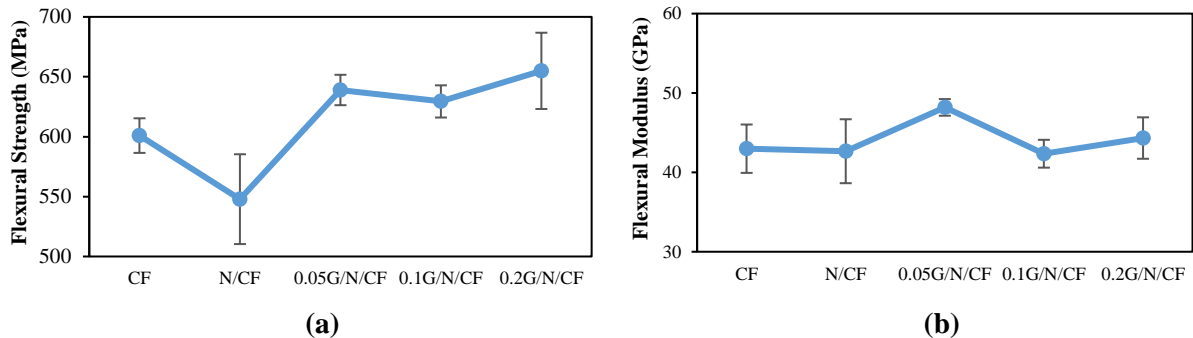 Flexural Strength (MPa)
700
650
600
550
500
CF
N/CF
0.05G/N/CF
0.1G/N/CF
0.2G/N/CF
(a)
Flexural Modulus (GPa)
60
50
40
30
CF
N/CF
0.05G/N/CF
0.1G/N/CF
0.2G/N/CF
(b)